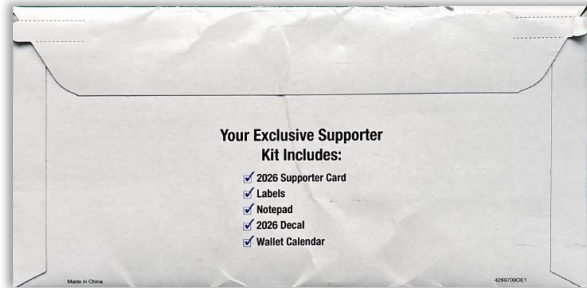 Your Exclusive Supporter
Kit Includes:
2026 Supporter Card
Labels
Notepad
2026 Decal
Wallet Calendar
Made in China
4269709OE1